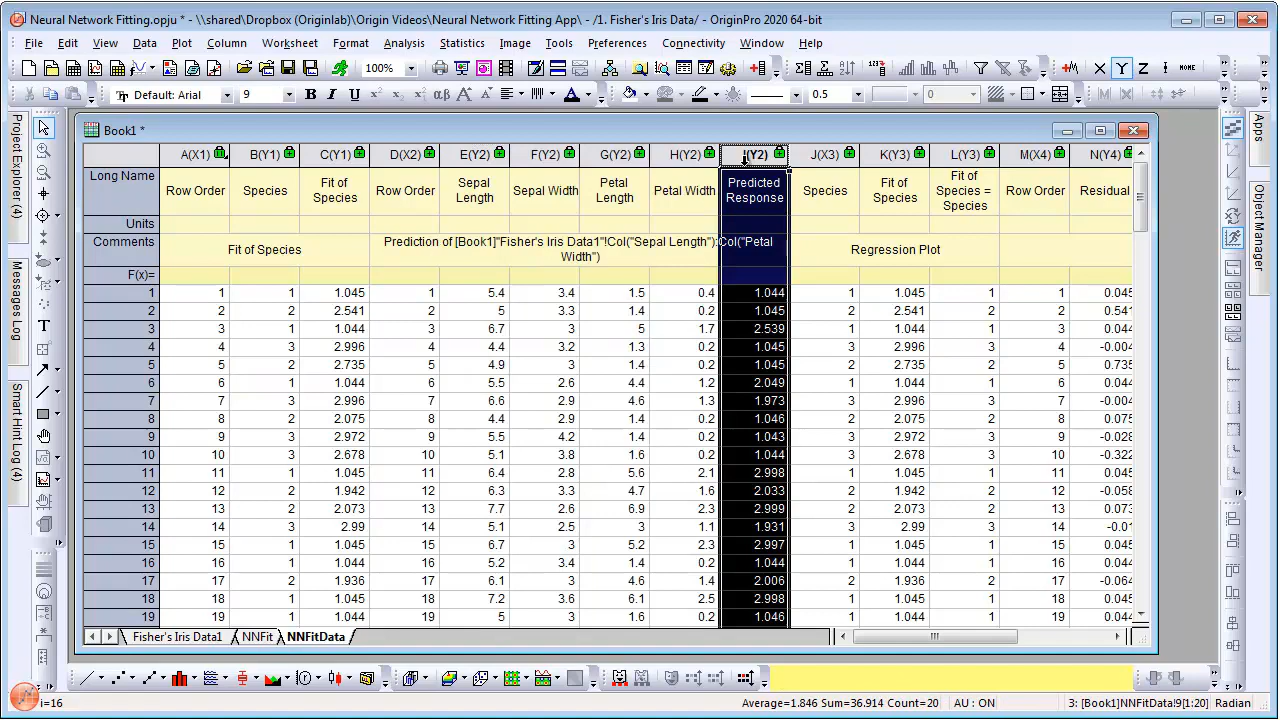 Neural Network Fitting.opju * - \\shared\Dropbox (Originlab)\Origin Videos\Neural Network Fitting App\ - /1. Fisher's Iris Data/ - OriginPro 2020 64-bit
File Edit View Data Plot Column Worksheet Format Analysis Statistics Image Tools Preferences Connectivity Window Help
100%
Default: Arial 9 B I U 0.5 0
Book1 *
A(X1) B(Y1) C(Y1) D(X2) E(Y2) F(Y2) G(Y2) H(Y2) I(Y2) J(X3) K(Y3) L(Y3) M(X4) N(Y4)
Long Name Row Order Species Fit of Species Row Order Sepal Length Sepal Width Petal Length Petal Width Predicted Response Species Fit of Species Fit of Species = Species Row Order Residual
Units
Comments Fit of Species Prediction of [Book1]"Fisher's Iris Data1"!Col("Sepal Length"):Col("Petal Width") Regression Plot
F(x)=
1 1 1 1.045 1 5.4 3.4 1.5 0.4 1.044 1 1.045 1 1 0.045
2 2 2 2.541 2 5 3.3 1.4 0.2 1.045 2 2.541 2 2 0.541
3 3 1 1.044 3 6.7 3 5 1.7 2.539 1 1.044 1 3 0.044
4 4 3 2.996 4 4.4 3.2 1.3 0.2 1.045 3 2.996 3 4 -0.004
5 5 2 2.735 5 4.9 3 1.4 0.2 1.045 2 2.735 2 5 0.735
6 6 1 1.044 6 5.5 2.6 4.4 1.2 2.049 1 1.044 1 6 0.044
7 7 3 2.996 7 6.6 2.9 4.6 1.3 1.973 3 2.996 3 7 -0.004
8 8 2 2.075 8 4.4 2.9 1.4 0.2 1.046 2 2.075 2 8 0.075
9 9 3 2.972 9 5.5 4.2 1.4 0.2 1.043 3 2.972 3 9 -0.028
10 10 3 2.678 10 5.1 3.8 1.6 0.2 1.044 3 2.678 3 10 -0.322
11 11 1 1.045 11 6.4 2.8 5.6 2.1 2.998 1 1.045 1 11 0.045
12 12 2 1.942 12 6.3 3.3 4.7 1.6 2.033 2 1.942 2 12 -0.058
13 13 2 2.073 13 7.7 2.6 6.9 2.3 2.999 2 2.073 2 13 0.073
14 14 3 2.99 14 5.1 2.5 3 1.1 1.931 3 2.99 3 14 -0.01
15 15 1 1.045 15 6.7 3 5.2 2.3 2.997 1 1.045 1 15 0.045
16 16 1 1.044 16 5.2 3.4 1.4 0.2 1.044 1 1.044 1 16 0.044
17 17 2 1.936 17 6.1 3 4.6 1.4 2.006 2 1.936 2 17 -0.064
18 18 1 1.045 18 7.2 3.6 6.1 2.5 2.998 1 1.045 1 18 0.045
19 19 1 1.044 19 5 3 1.6 0.2 1.046 1 1.044 1 19 0.044
Fisher's Iris Data1 NNFit NNFitData
Project Explorer (4)
Messages Log
Smart Hint Log (4)
Apps
Object Manager
i=16 Average=1.846 Sum=36.914 Count=20 AU : ON 3: [Book1]NNFitData!9[1:20] Radian